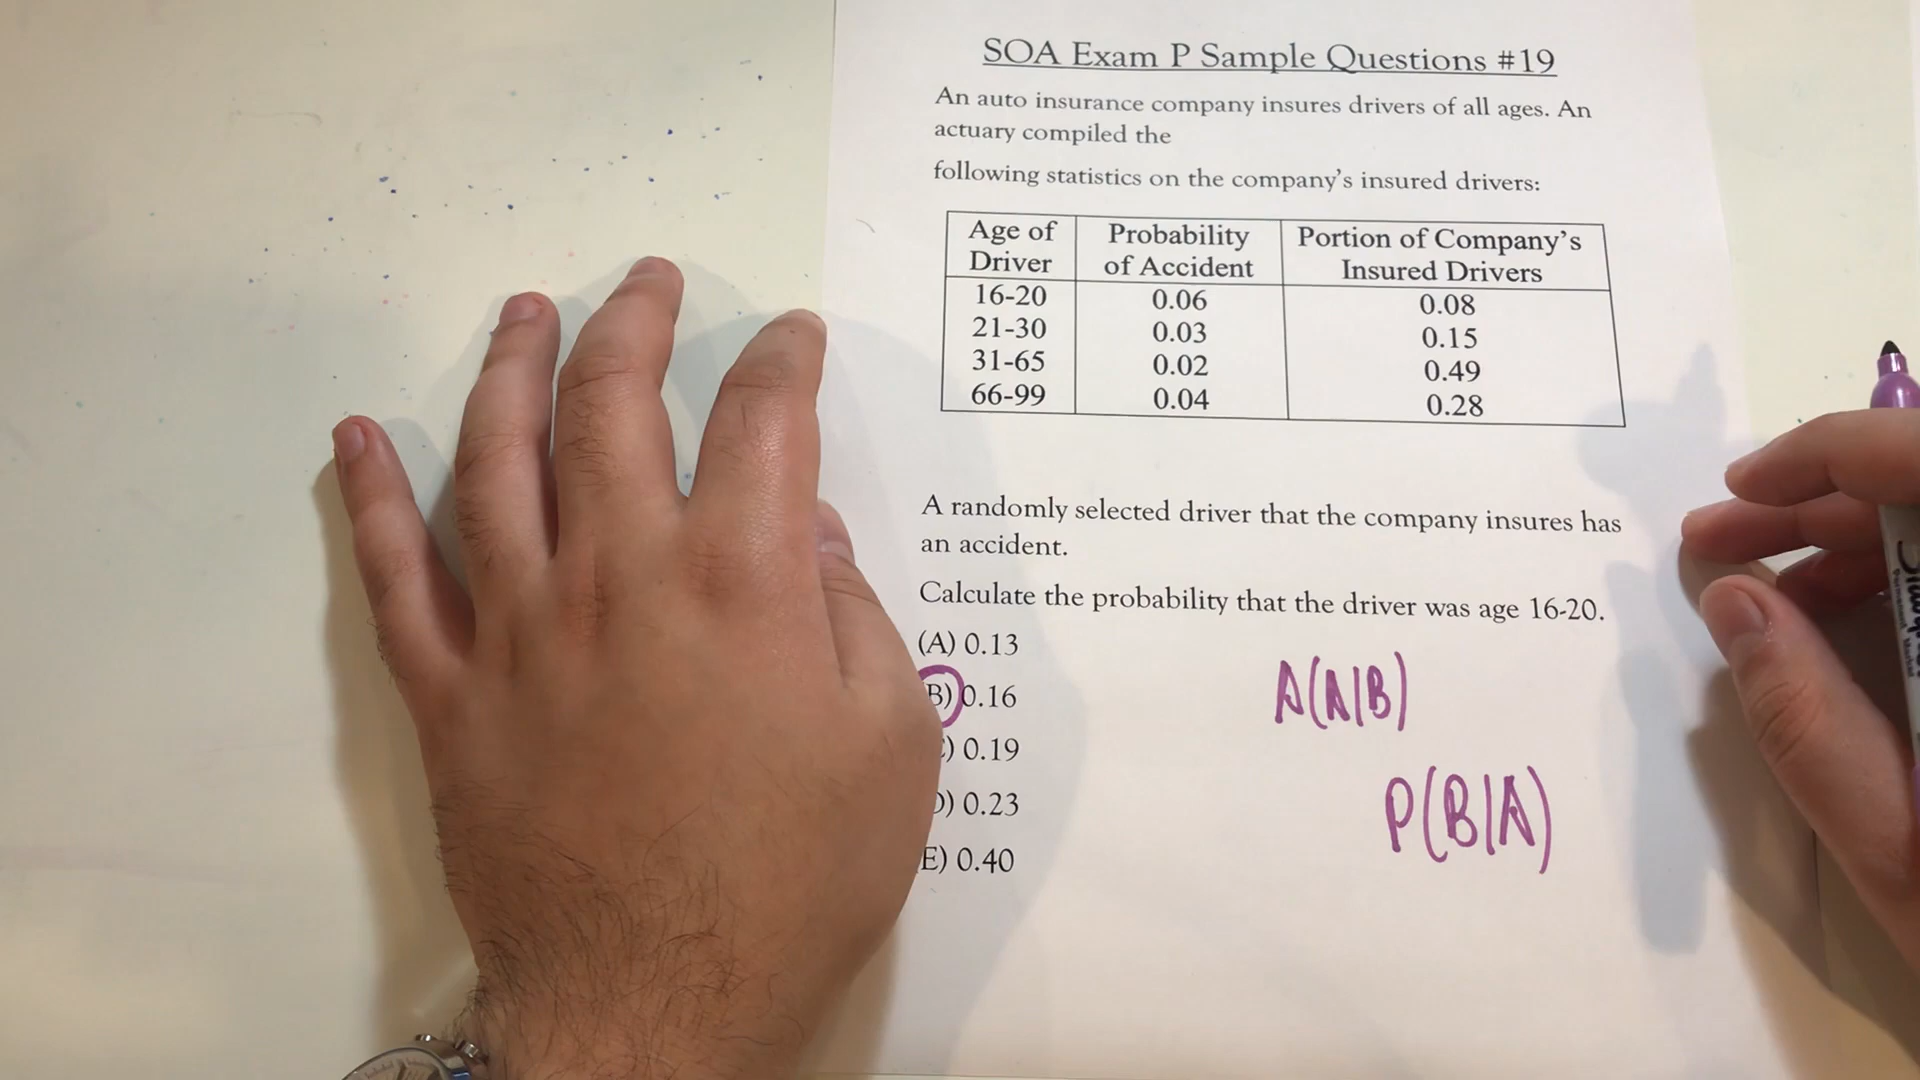 SOA Exam P Sample Questions #19
An auto insurance company insures drivers of all ages. An
actuary compiled the
following statistics on the company's insured drivers:
Age of Driver Probability of Accident Portion of Company's Insured Drivers
16-20 0.06 0.08
21-30 0.03 0.15
31-65 0.02 0.49
66-99 0.04 0.28
A randomly selected driver that the company insures has
an accident.
Calculate the probability that the driver was age 16-20.
(A) 0.13
B) 0.16
) 0.19
D) 0.23
E) 0.40
A(A|B)
P(B|A)